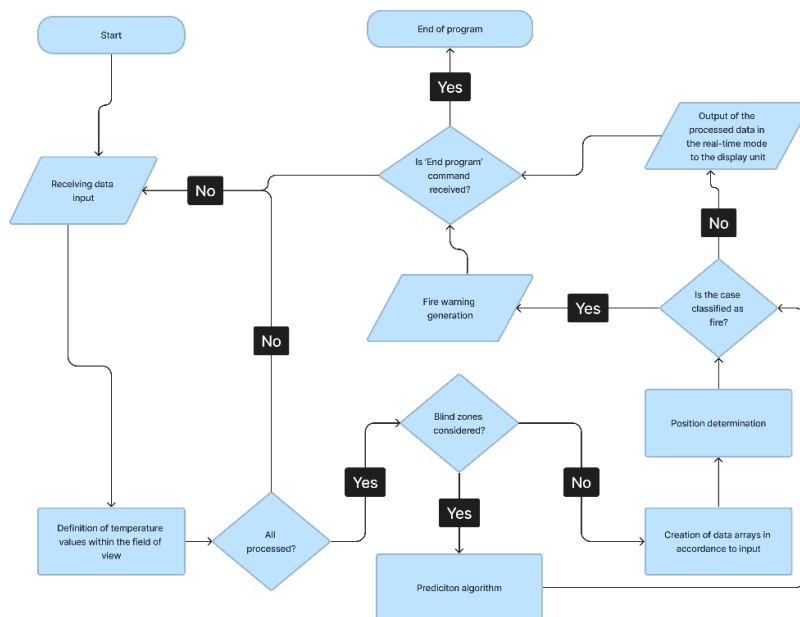 Start
End of program
Yes
Output of the
processed data in
the real-time mode
to the display unit
Is ‘End program’
command
received?
Receiving data
input
No
No
Fire warning
generation
Yes
Is the case
classified as
fire?
No
Blind zones
considered?
Position determination
Yes
No
Yes
Definition of temperature
values within the field of
view
All
processed?
Creation of data arrays in
accordance to input
Prediciton algorithm